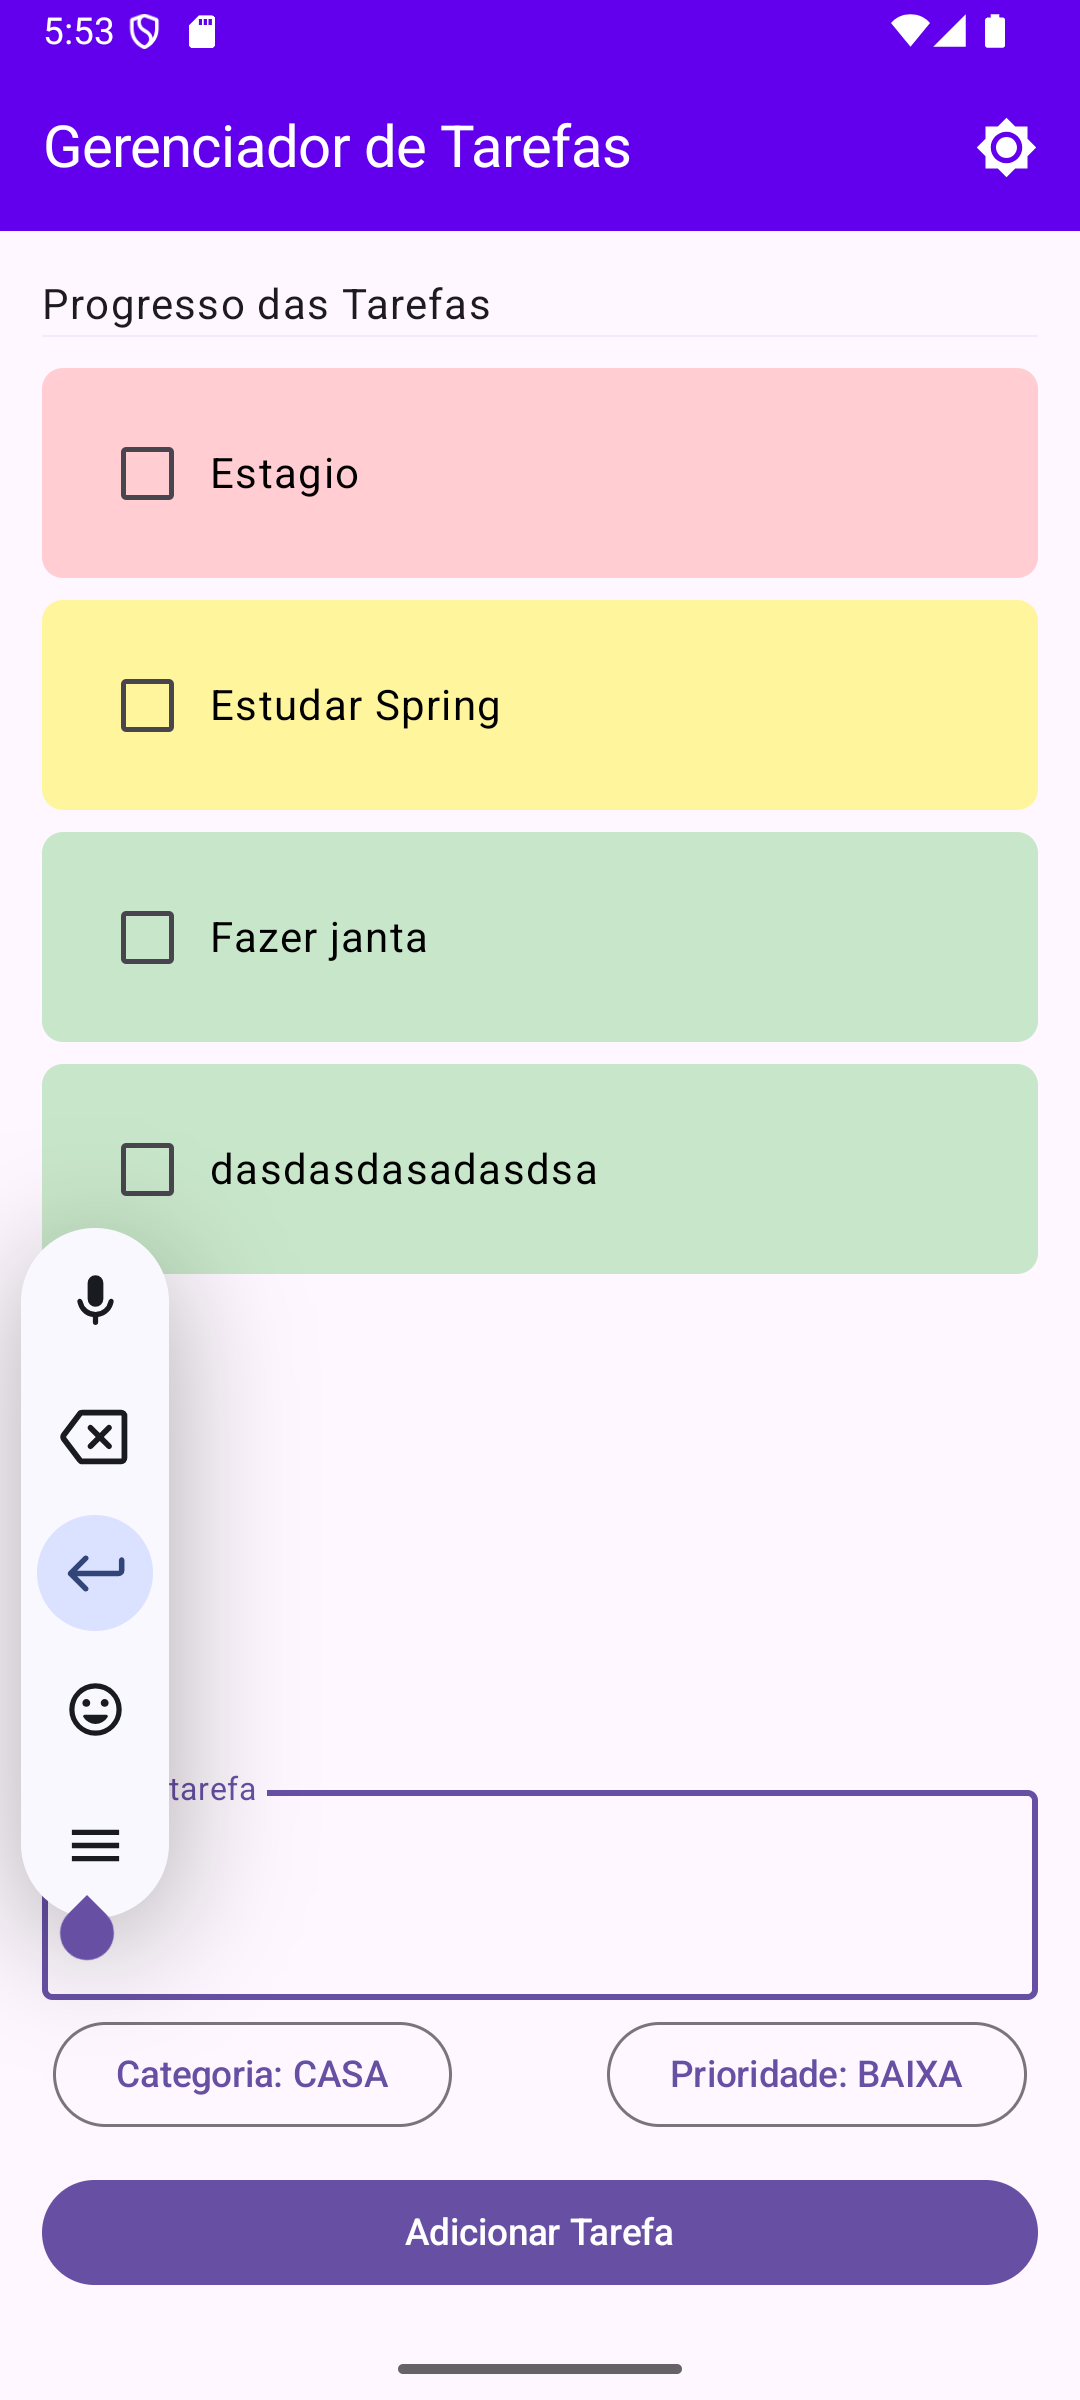 5:53
Gerenciador de Tarefas
Progresso das Tarefas
Estagio
Estudar Spring
Fazer janta
dasdasdasadasdsa
tarefa
Categoria: CASA
Prioridade: BAIXA
Adicionar Tarefa